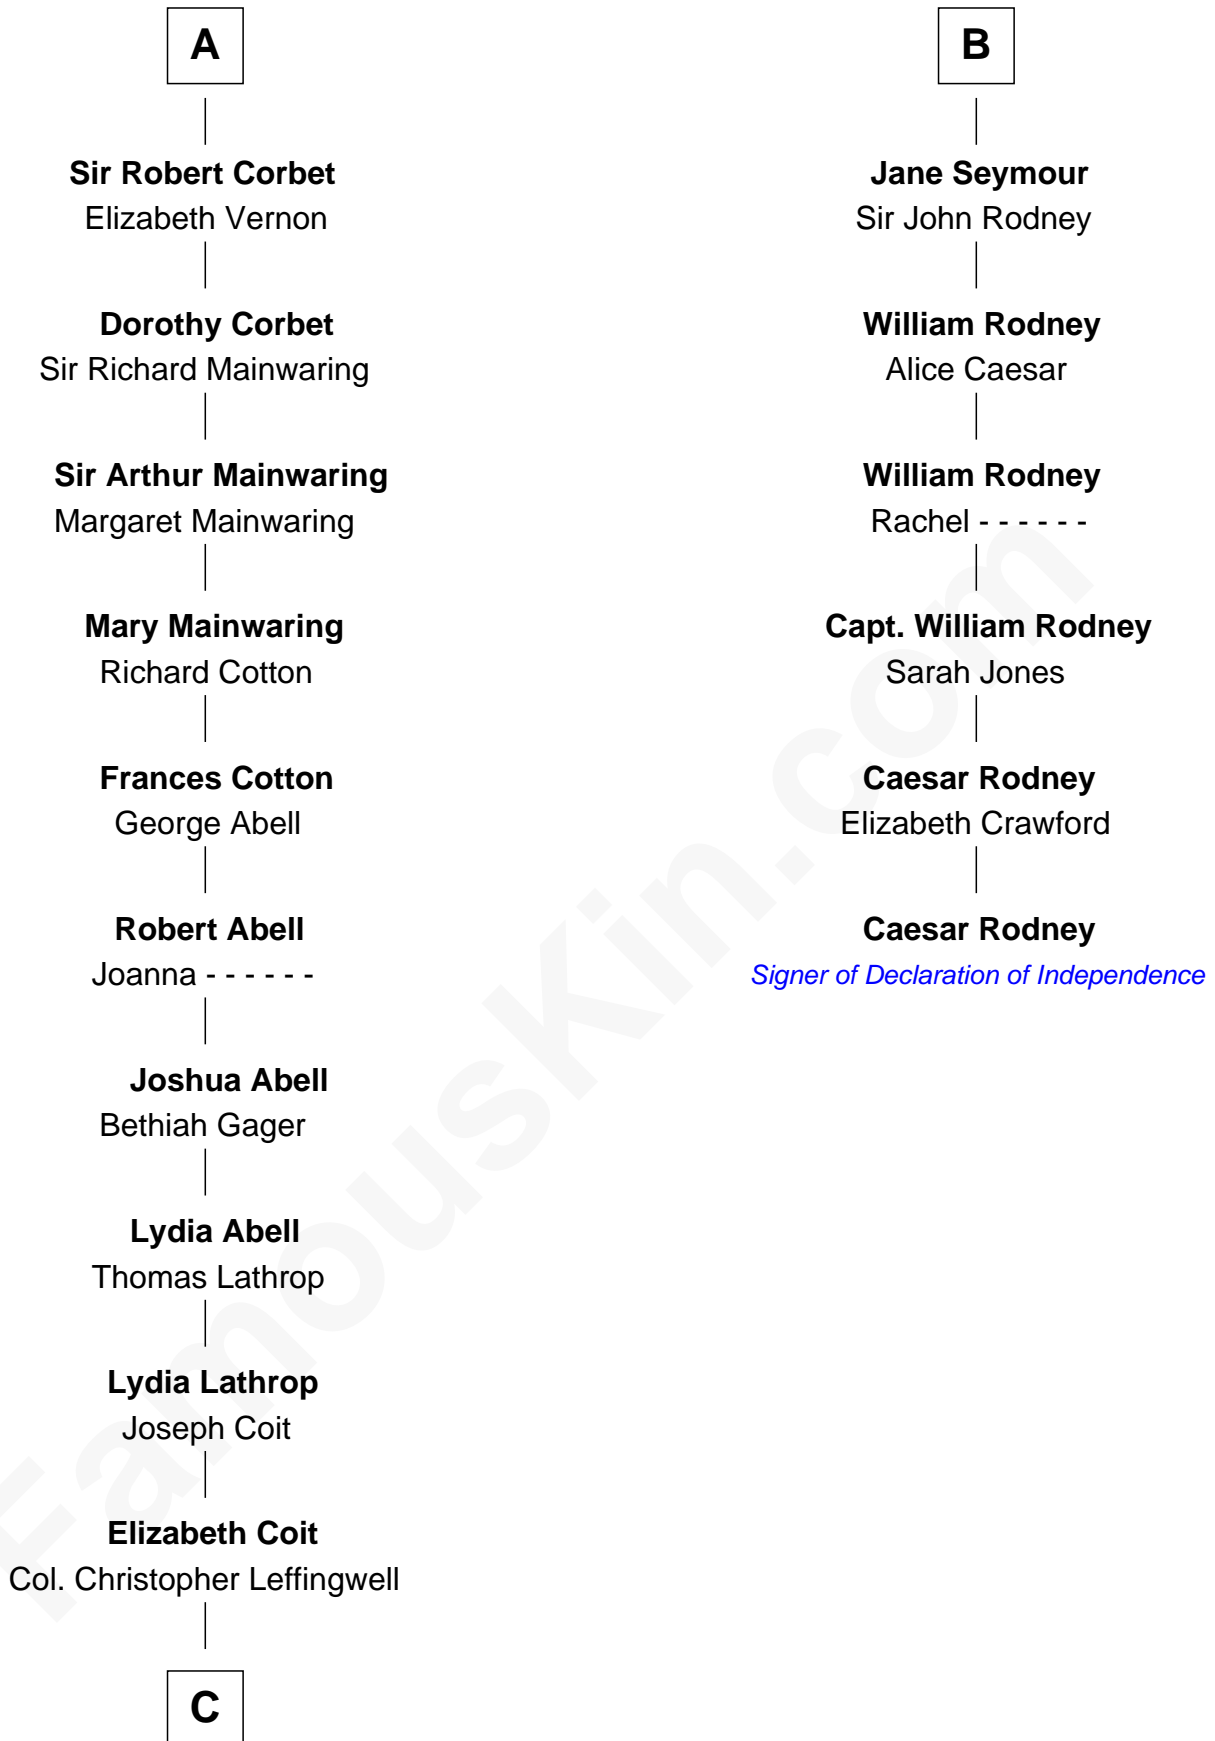 A
Sir Robert Corbet
Elizabeth Vernon
Dorothy Corbet
Sir Richard Mainwaring
Sir Arthur Mainwaring
Margaret Mainwaring
Mary Mainwaring
Richard Cotton
Frances Cotton
George Abell
Robert Abell
Joanna - - - - - -
Joshua Abell
Bethiah Gager
Lydia Abell
Thomas Lathrop
Lydia Lathrop
Joseph Coit
Elizabeth Coit
Col. Christopher Leffingwell
C
B
Jane Seymour
Sir John Rodney
William Rodney
Alice Caesar
William Rodney
Rachel - - - - - -
Capt. William Rodney
Sarah Jones
Caesar Rodney
Elizabeth Crawford
Caesar Rodney
Signer of Declaration of Independence
FamousKin.com